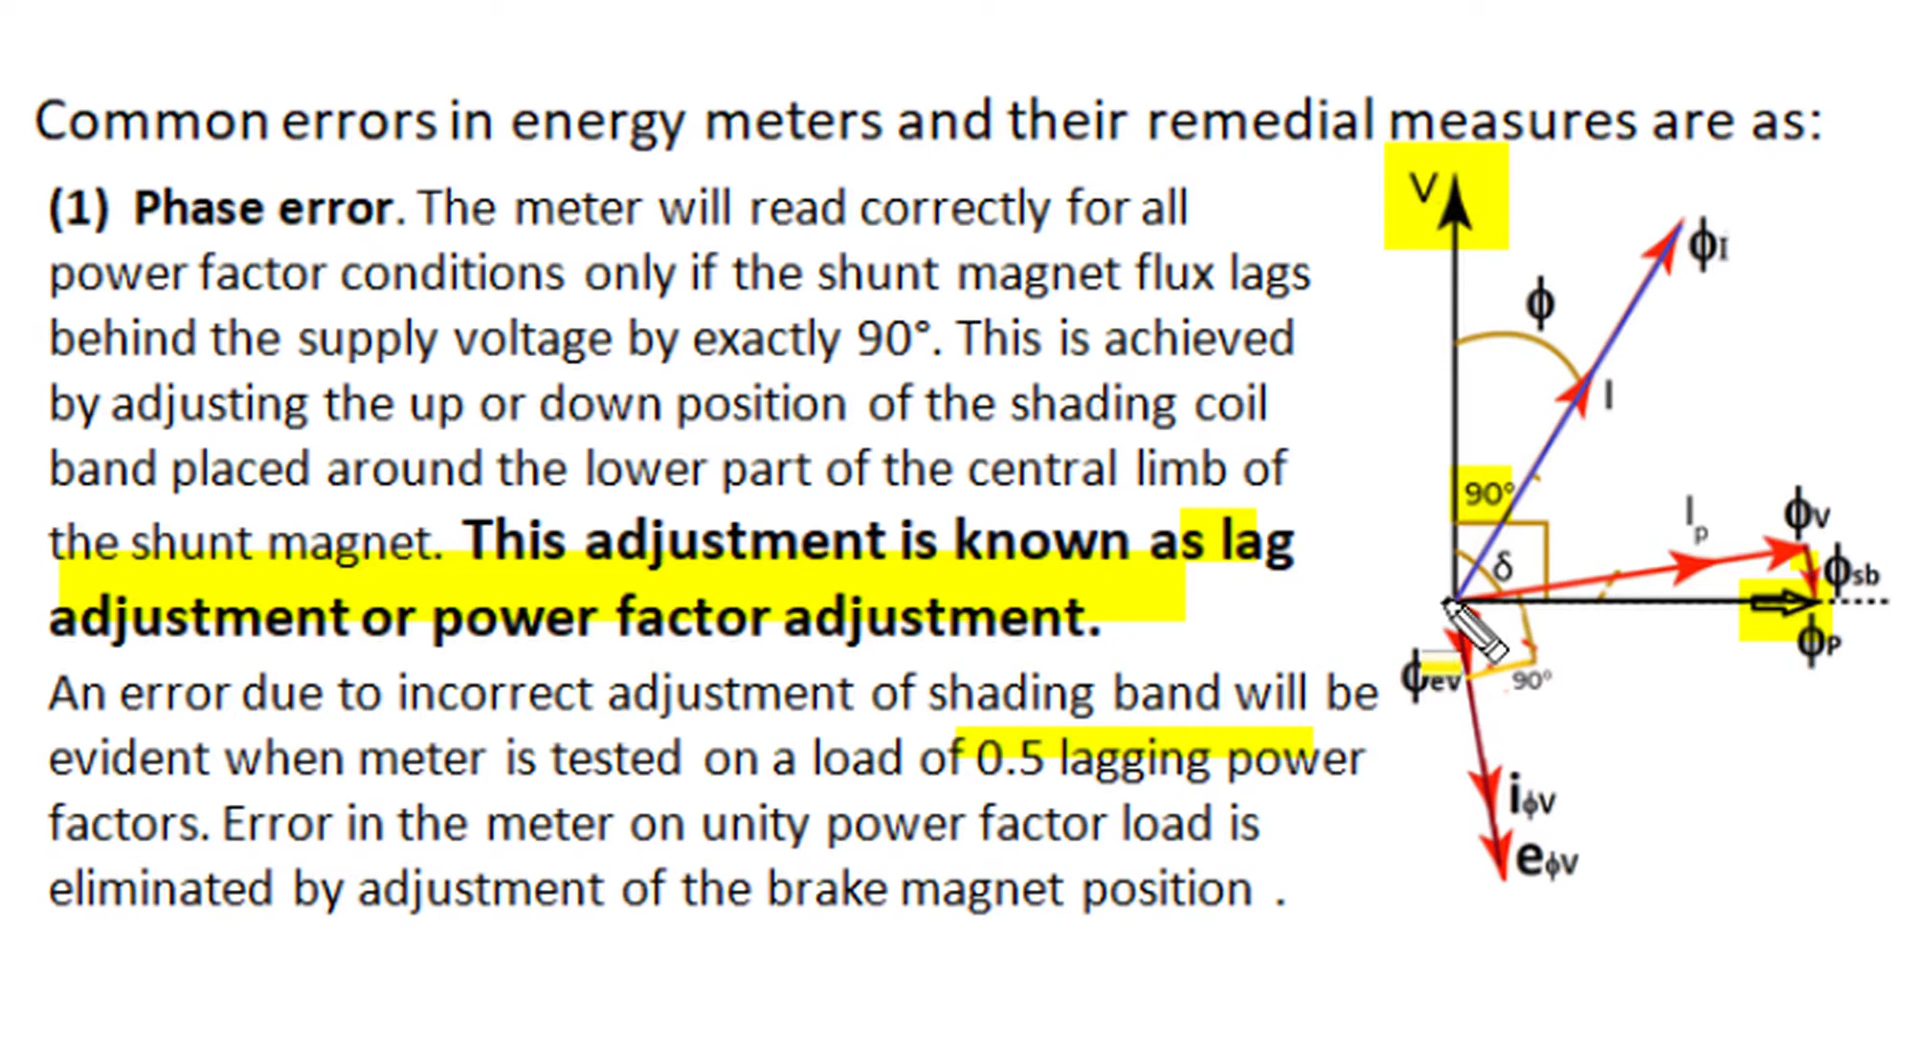 Common errors in energy meters and their remedial measures are as:
(1) Phase error. The meter will read correctly for all
power factor conditions only if the shunt magnet flux lags
behind the supply voltage by exactly 90°. This is achieved
by adjusting the up or down position of the shading coil
band placed around the lower part of the central limb of
the shunt magnet. This adjustment is known as lag
adjustment or power factor adjustment.
An error due to incorrect adjustment of shading band will be
evident when meter is tested on a load of 0.5 lagging power
factors. Error in the meter on unity power factor load is
eliminated by adjustment of the brake magnet position .
V
ϕI
ϕ
I
90°
δ
Ip
ϕV
ϕsb
ϕP
ϕev
90°
iϕV
eϕV